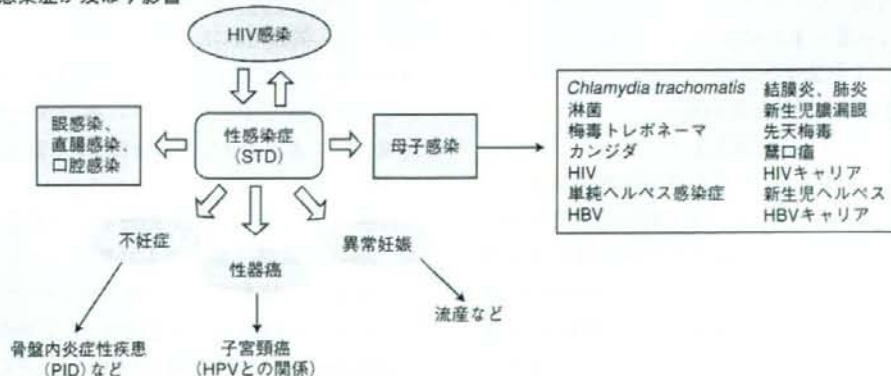 感染症が及ぼす影響
HIV感染
眼感染、
直腸感染、
口腔感染
性感染症
(STD)
母子感染
Chlamydia trachomatis 結膜炎、肺炎
淋菌 新生児膿漏眼
梅毒トレポネーマ 先天梅毒
カンジダ 鵞口瘡
HIV HIVキャリア
単純ヘルペス感染症 新生児ヘルペス
HBV HBVキャリア
不妊症
性器癌
異常妊娠
流産など
骨盤内炎症性疾患
(PID)など
子宮頸癌
(HPVとの関係)